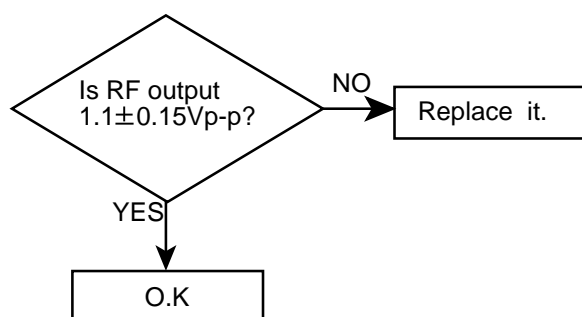 Is RF output
1.1±0.15Vp-p?
NO
Replace it.
YES
O.K